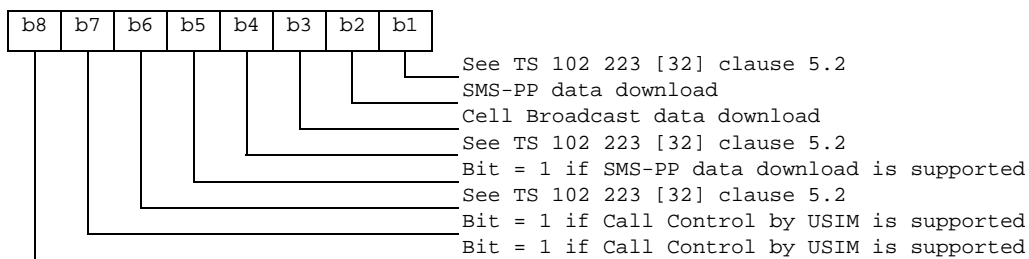 b8 b7 b6 b5 b4 b3 b2 b1
See TS 102 223 [32] clause 5.2
SMS-PP data download
Cell Broadcast data download
See TS 102 223 [32] clause 5.2
Bit = 1 if SMS-PP data download is supported
See TS 102 223 [32] clause 5.2
Bit = 1 if Call Control by USIM is supported
Bit = 1 if Call Control by USIM is supported